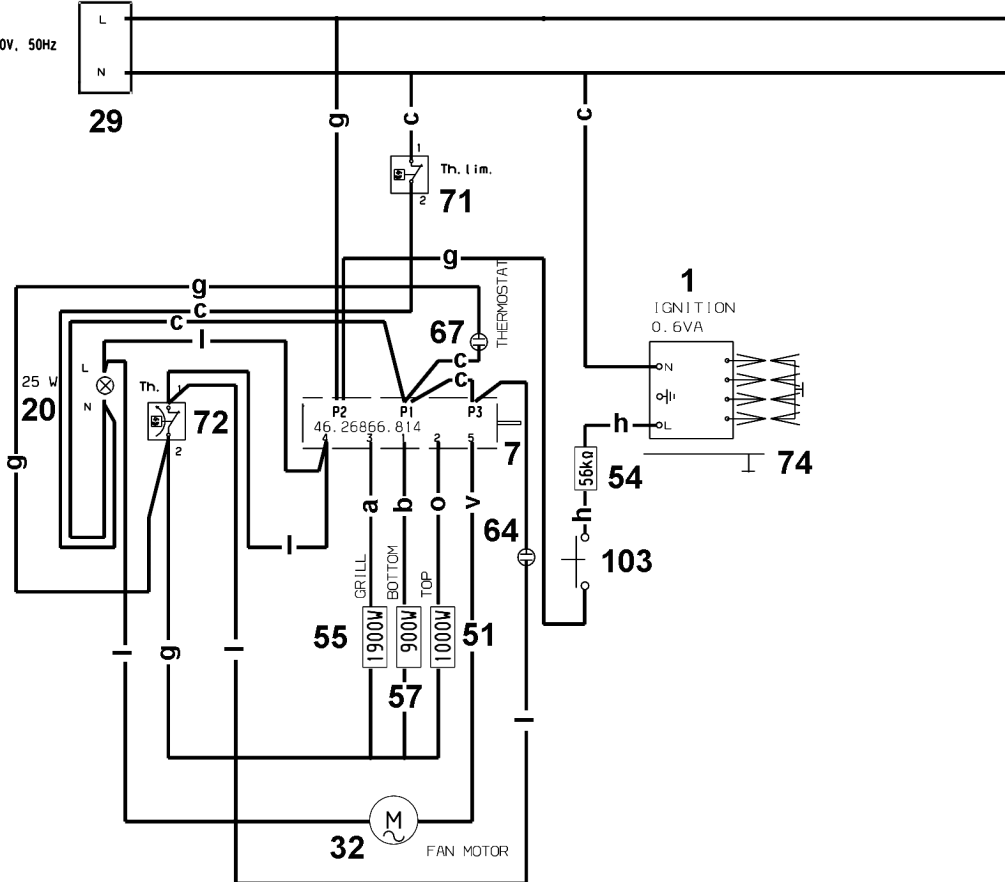 L
0V, 50Hz
N
29
g
c
c
1
Th. lim.
71
2
g
1
IGNITION
0.6VA
g
c
c
THERMOSTAT
67
l
L
N
25 W
20
N
Th.
1
72
2
c
c
P2
P1
P3
46.26866.814
4
3
1
2
5
7
h
L
54
56kΩ
74
g
a
b
o
v
h
64
l
103
GRILL
BOTTOM
TOP
55
1900W
900W
1000W
51
l
g
l
57
l
M
32
FAN MOTOR